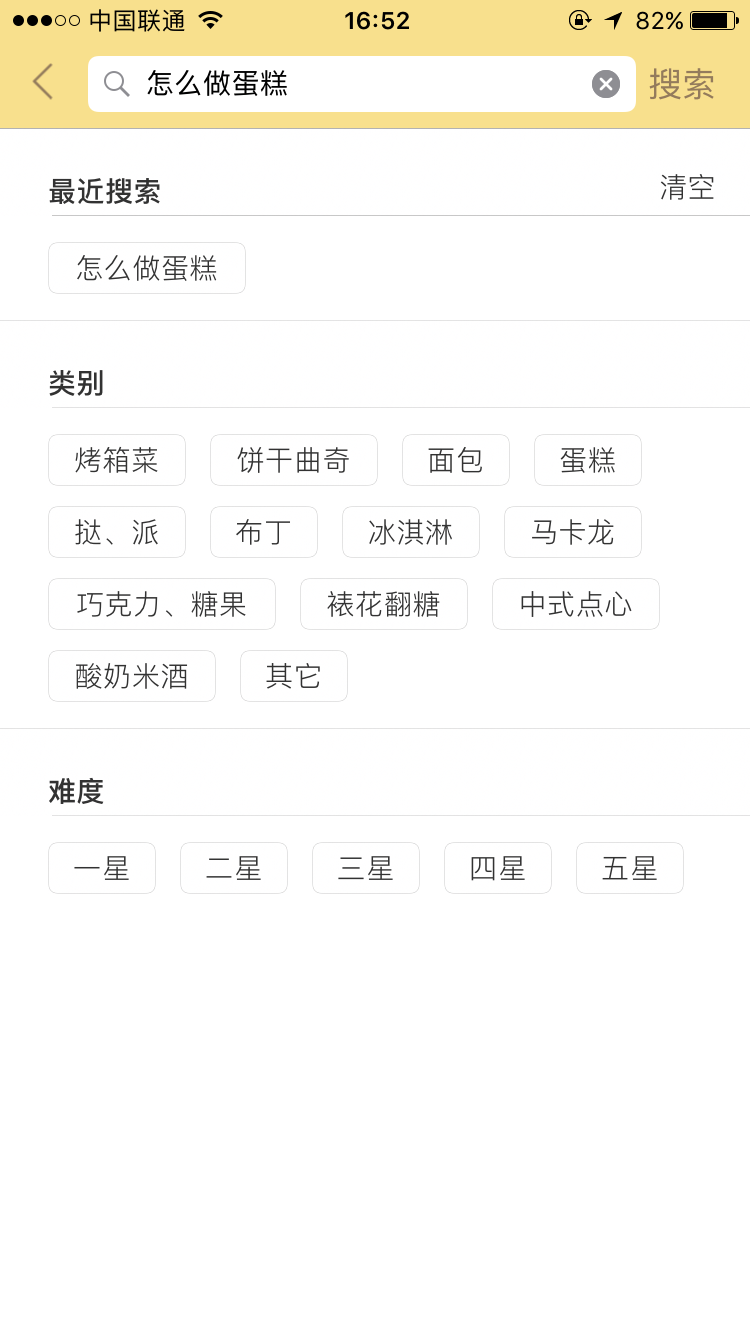 中国联通 16:52 82%
怎么做蛋糕 搜索
最近搜索 清空
怎么做蛋糕
类别
烤箱菜 饼干曲奇 面包 蛋糕
挞、派 布丁 冰淇淋 马卡龙
巧克力、糖果 裱花翻糖 中式点心
酸奶米酒 其它
难度
一星 二星 三星 四星 五星